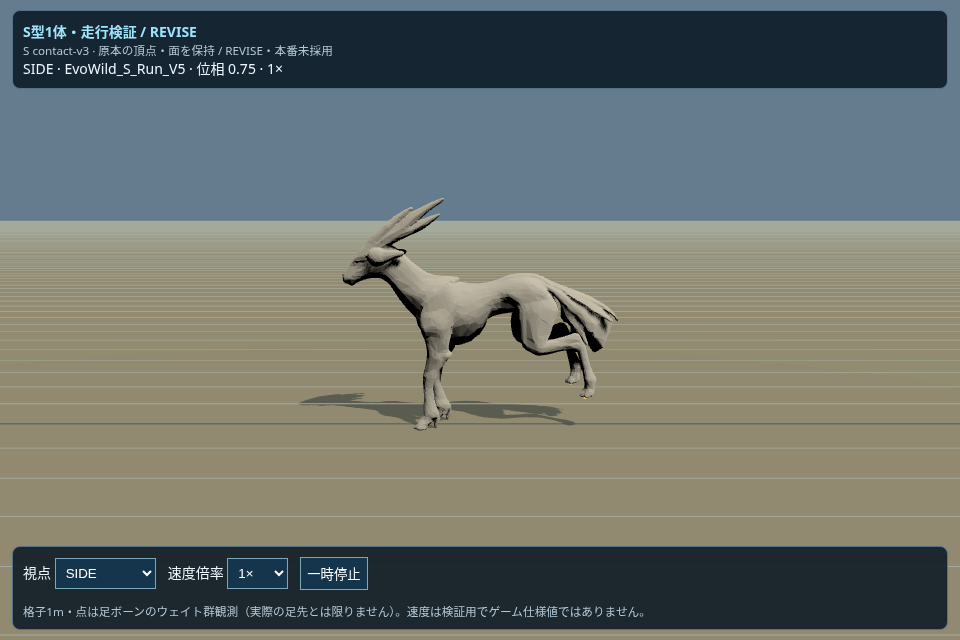 S型1体・走行検証 / REVISE
S contact-v3 · 原本の頂点・面を保持 / REVISE・本番未採用
SIDE · EvoWild_S_Run_V5 · 位相 0.75 · 1×
視点 SIDE 速度倍率 1× 一時停止
格子1m・点は足ボーンのウェイト群観測（実際の足先とは限りません）。速度は検証用でゲーム仕様値ではありません。